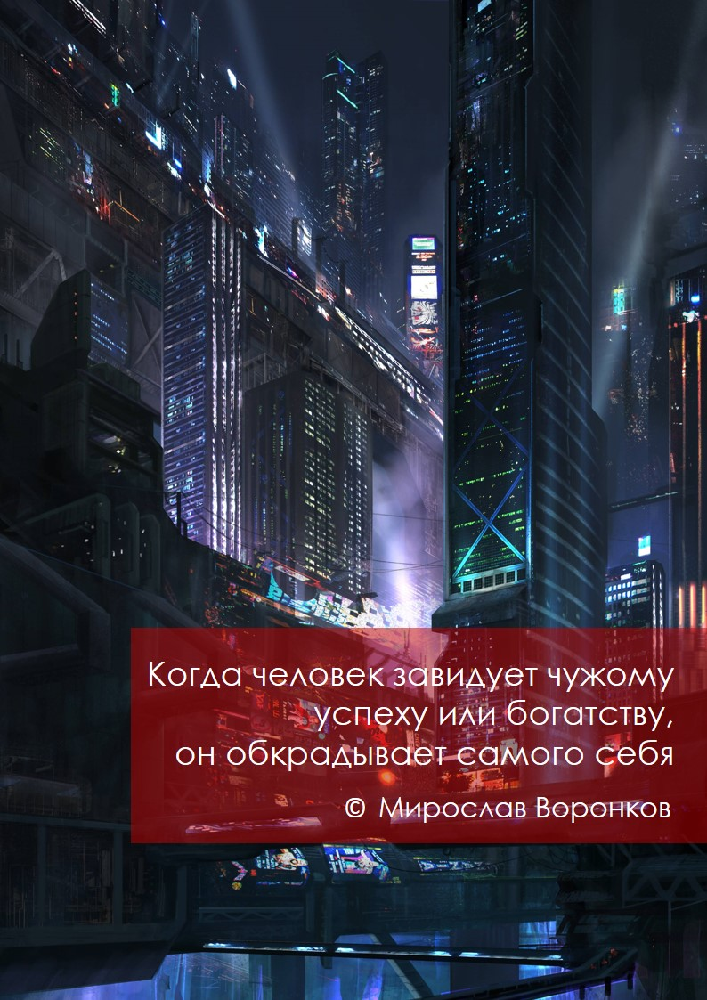 Когда человек завидует чужому
успеху или богатству,
он обкрадывает самого себя
© Мирослав Воронков